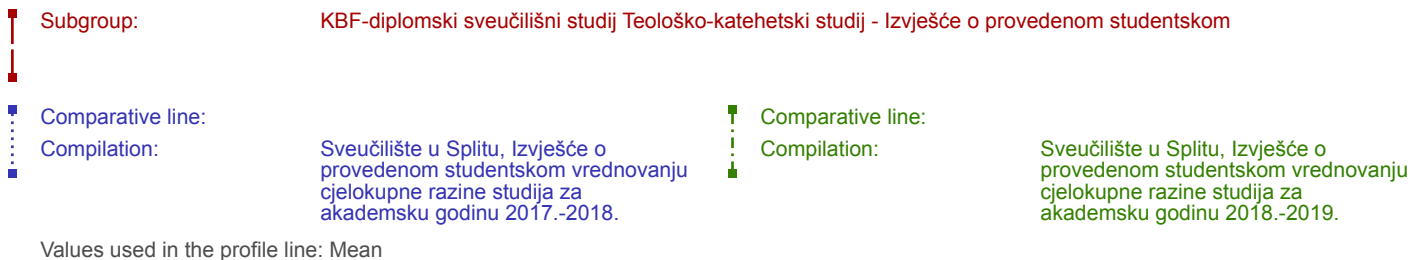 Subgroup: KBF-diplomski sveučilišni studij Teološko-katehetski studij - Izvješće o provedenom studentskom
Comparative line:
Compilation: Sveučilište u Splitu, Izvješće o
provedenom studentskom vrednovanju
cjelokupne razine studija za
akademsku godinu 2017.-2018.
Comparative line:
Compilation: Sveučilište u Splitu, Izvješće o
provedenom studentskom vrednovanju
cjelokupne razine studija za
akademsku godinu 2018.-2019.
Values used in the profile line: Mean